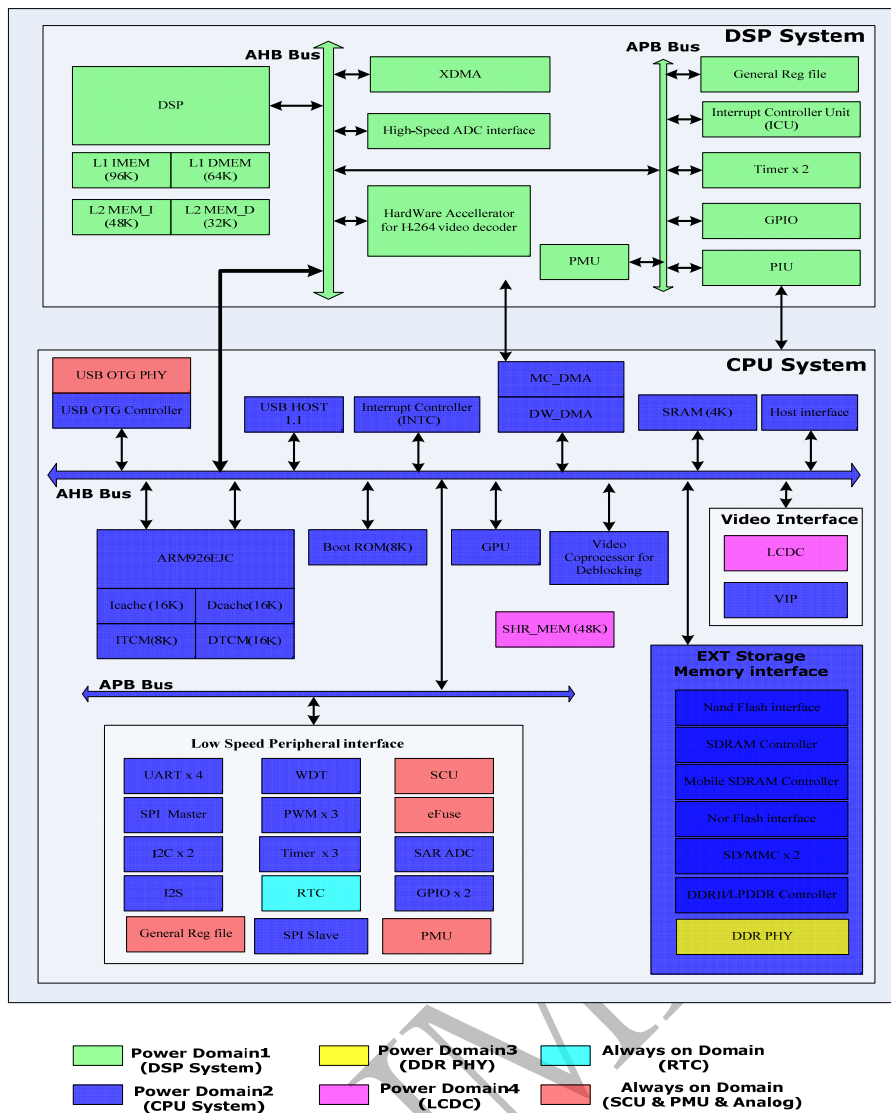 DSP System
AHB Bus
APB Bus
DSP
XDMA
General Reg file
High-Speed ADC interface
Interrupt Controller Unit
(ICU)
L1 IMEM
(96K)
L1 DMEM
(64K)
Timer x 2
L2 MEM_I
(48K)
L2 MEM_D
(32K)
HardWare Accellerator
for H.264 video decoder
GPIO
PMU
PIU
CPU System
USB OTG PHY
USB OTG Controller
USB HOST
1.1
Interrupt Controller
(INTC)
MC_DMA
DW_DMA
SRAM (4K)
Host interface
AHB Bus
ARM926EJC
Icache (16K)
Dcache(16K)
ITCM(8K)
DTCM(16K)
Boot ROM(8K)
GPU
Video
Coprocessor for
Deblocking
Video Interface
LCDC
VIP
SHR_MEM (48K)
EXT Storage
Memory interface
Nand Flash interface
SDRAM Controller
Mobile SDRAM Controller
Nor Flash interface
SD/MMC x 2
DDRII/LPDDR Controller
DDR PHY
APB Bus
Low Speed Peripheral interface
UART x 4
WDT
SCU
SPI Master
PWM x 3
eFuse
I2C x 2
Timer x 3
SAR ADC
I2S
RTC
GPIO x 2
General Reg file
SPI Slave
PMU
Power Domain1
(DSP System)
Power Domain3
(DDR PHY)
Always on Domain
(RTC)
Power Domain2
(CPU System)
Power Domain4
(LCDC)
Always on Domain
(SCU & PMU & Analog)